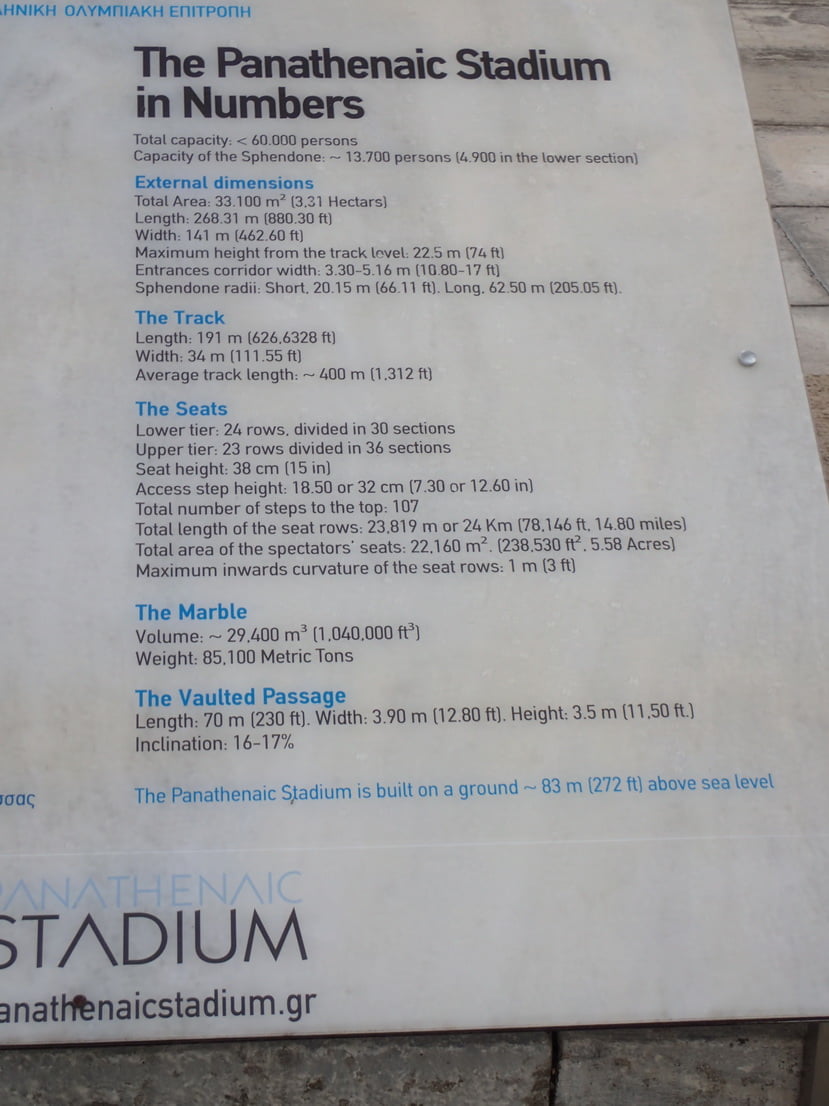 ΗΝΙΚΗ ΟΛΥΜΠΙΑΚΗ ΕΠΙΤΡΟΠΗ
The Panathenaic Stadium
in Numbers
Total capacity: < 60.000 persons
Capacity of the Sphendone: ~ 13.700 persons (4.900 in the lower section)
External dimensions
Total Area: 33.100 m² (3,31 Hectars)
Length: 268.31 m (880.30 ft)
Width: 141 m (462.60 ft)
Maximum height from the track level: 22.5 m (74 ft)
Entrances corridor width: 3.30-5.16 m (10.80-17 ft)
Sphendone radii: Short, 20.15 m (66.11 ft). Long, 62.50 m (205.05 ft).
The Track
Length: 191 m (626,6328 ft)
Width: 34 m (111.55 ft)
Average track length: ~ 400 m (1,312 ft)
The Seats
Lower tier: 24 rows, divided in 30 sections
Upper tier: 23 rows divided in 36 sections
Seat height: 38 cm (15 in)
Access step height: 18.50 or 32 cm (7.30 or 12.60 in)
Total number of steps to the top: 107
Total length of the seat rows: 23,819 m or 24 Km (78,146 ft, 14.80 miles)
Total area of the spectators' seats: 22,160 m². (238,530 ft², 5.58 Acres)
Maximum inwards curvature of the seat rows: 1 m (3 ft)
The Marble
Volume: ~ 29,400 m³ (1,040,000 ft³)
Weight: 85,100 Metric Tons
The Vaulted Passage
Length: 70 m (230 ft). Width: 3.90 m (12.80 ft). Height: 3.5 m (11,50 ft.)
Inclination: 16-17%
σσας
The Panathenaic Stadium is built on a ground ~ 83 m (272 ft) above sea level
PANATHENAIC
STADIUM
anathenaicstadium.gr